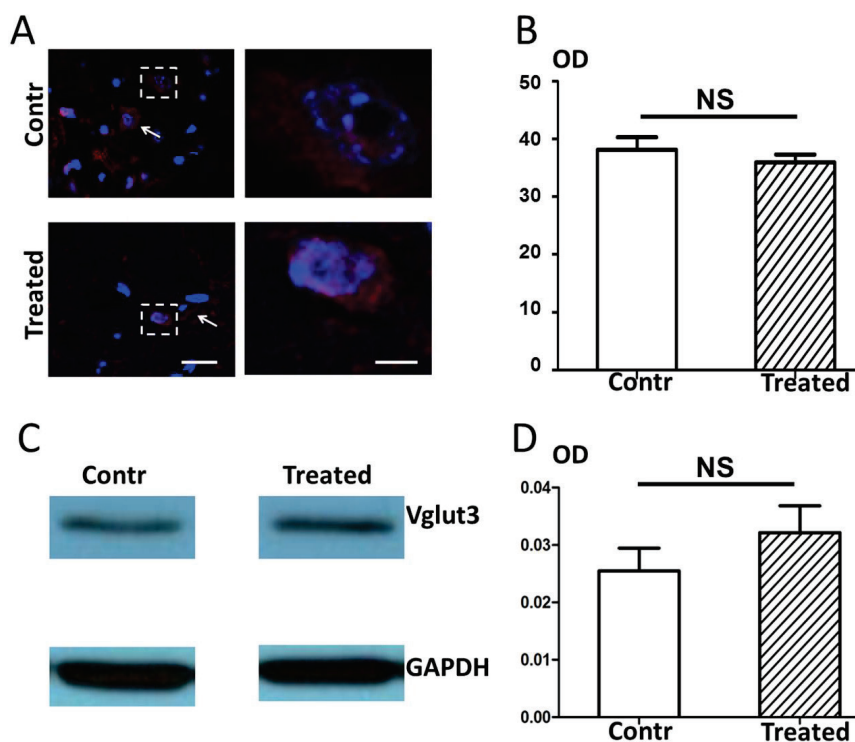 A
Contr
Treated
B
OD
NS
50
40
30
20
10
0
Contr
Treated
C
Contr
Treated
Vglut3
GAPDH
D
OD
NS
0.04
0.03
0.02
0.01
0.00
Contr
Treated